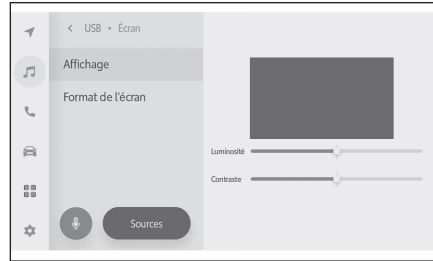 < USB • Écran
Affichage
Format de l'écran
Sources
Luminosité
Contraste